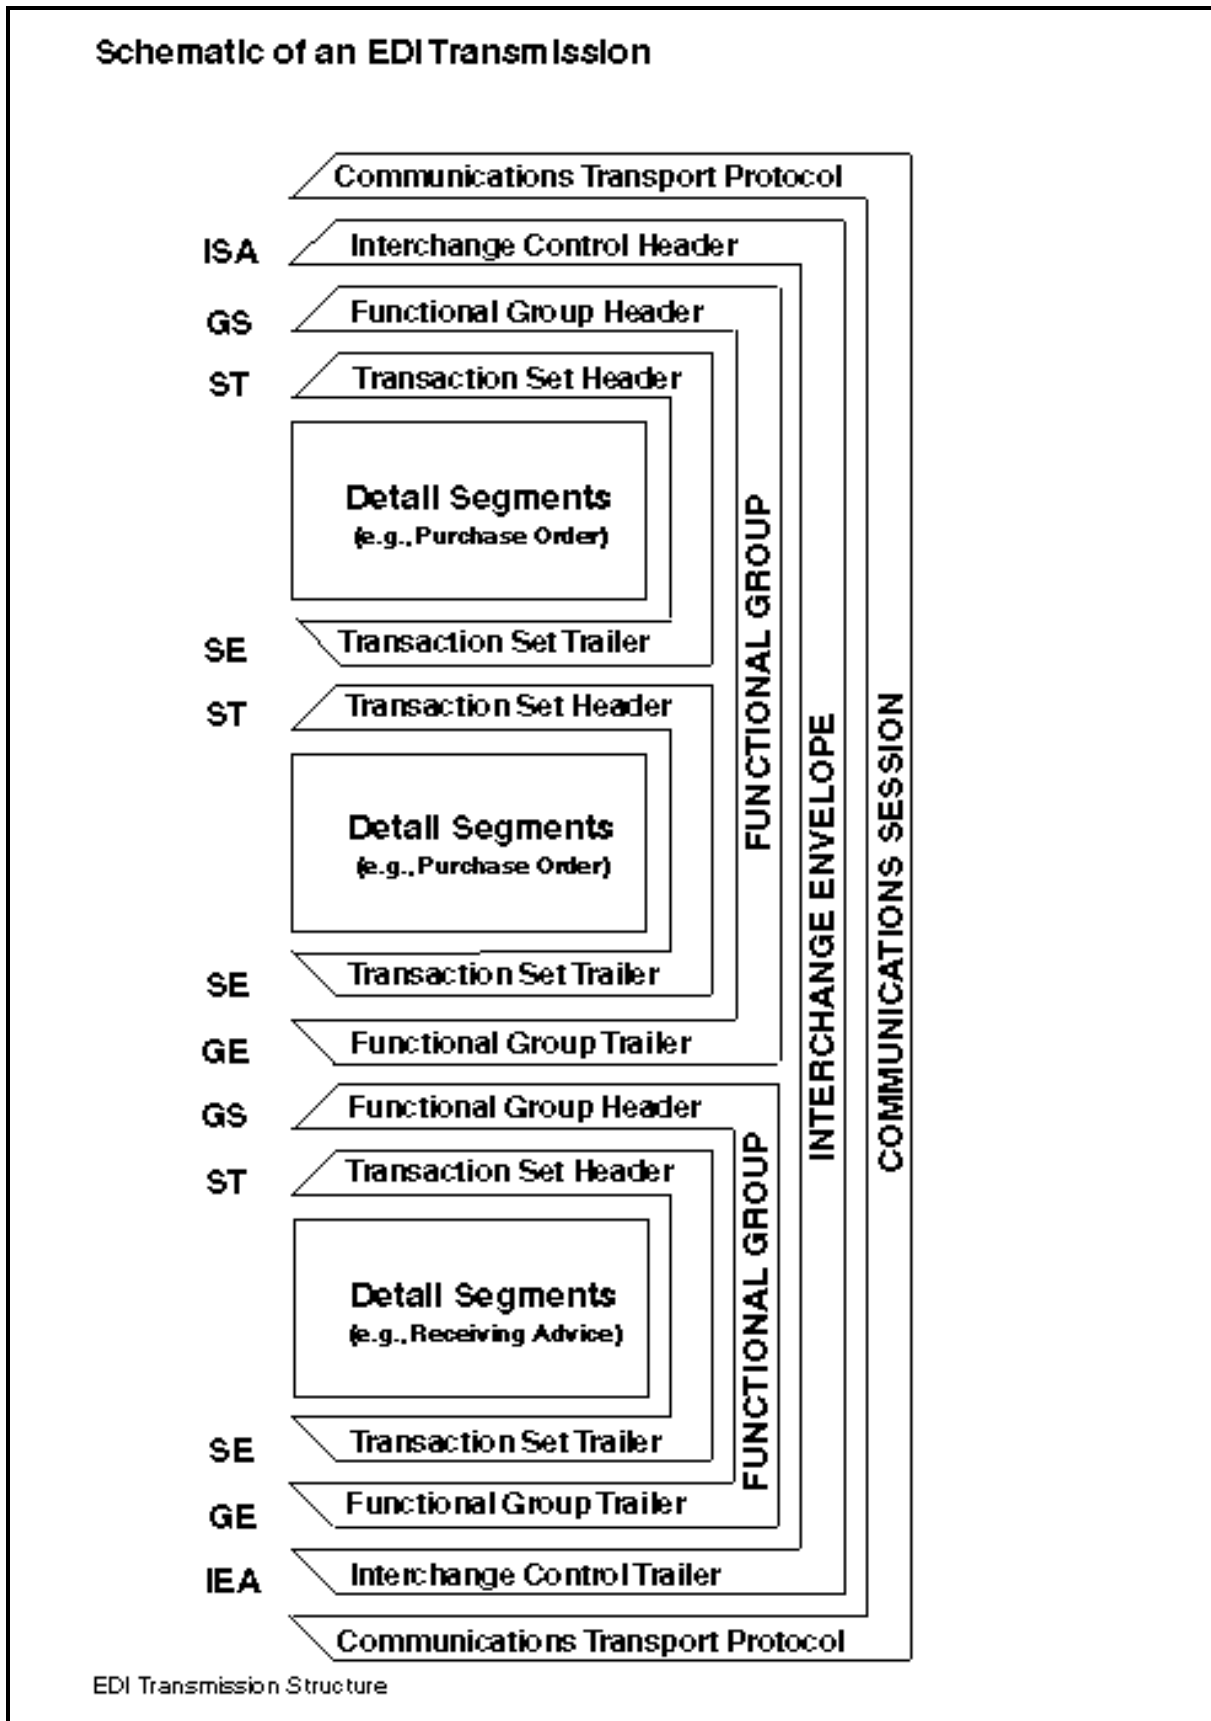 Schematic of an EDI Transmission
Communications Transport Protocol
ISA Interchange Control Header
GS Functional Group Header
ST Transaction Set Header
Detail Segments
(e.g., Purchase Order)
SE Transaction Set Trailer
ST Transaction Set Header
Detail Segments
(e.g., Purchase Order)
SE Transaction Set Trailer
GE Functional Group Trailer
FUNCTIONAL GROUP
GS Functional Group Header
ST Transaction Set Header
Detail Segments
(e.g., Receiving Advice)
SE Transaction Set Trailer
GE Functional Group Trailer
FUNCTIONAL GROUP
IEA Interchange Control Trailer
INTERCHANGE ENVELOPE
Communications Transport Protocol
COMMUNICATIONS SESSION
EDI Transmission Structure